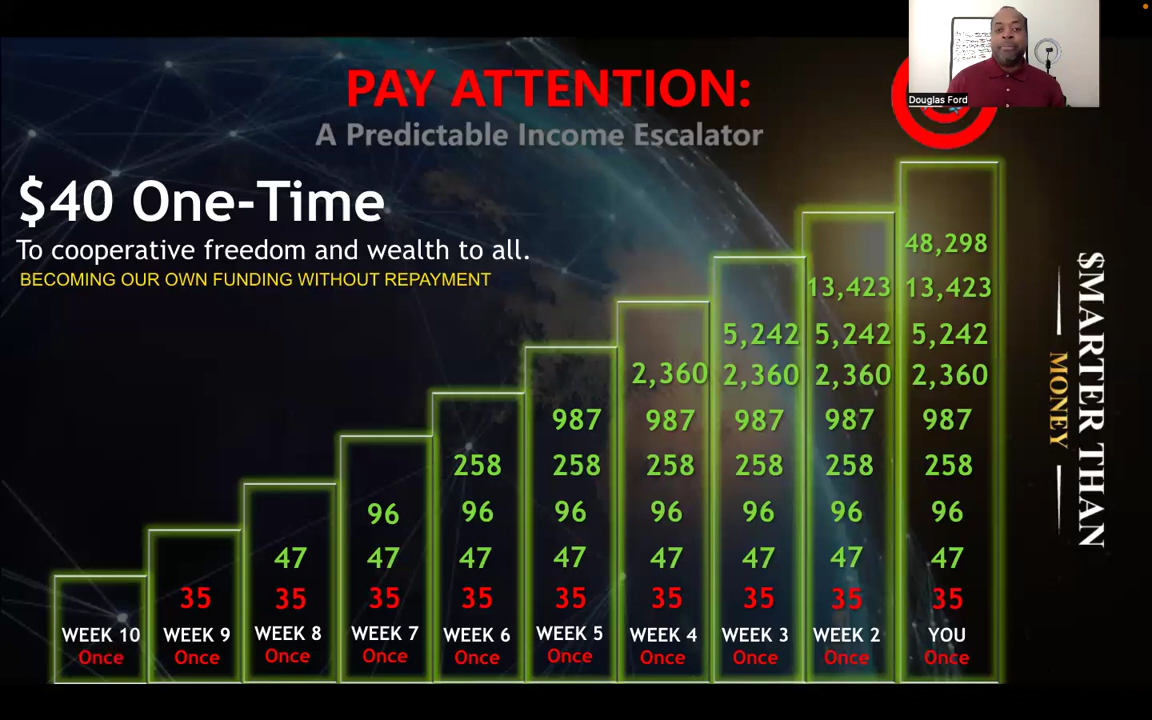 Douglas Ford
PAY ATTENTION:
A Predictable Income Escalator
$40 One-Time
To cooperative freedom and wealth to all.
BECOMING OUR OWN FUNDING WITHOUT REPAYMENT
48,298
13,423 13,423
5,242 5,242 5,242
2,360 2,360 2,360 2,360
987 987 987 987 987
258 258 258 258 258 258
96 96 96 96 96 96 96
47 47 47 47 47 47 47 47
35 35 35 35 35 35 35 35 35
WEEK 10 WEEK 9 WEEK 8 WEEK 7 WEEK 6 WEEK 5 WEEK 4 WEEK 3 WEEK 2 YOU
Once Once Once Once Once Once Once Once Once Once
$MARTER THAN
MONEY